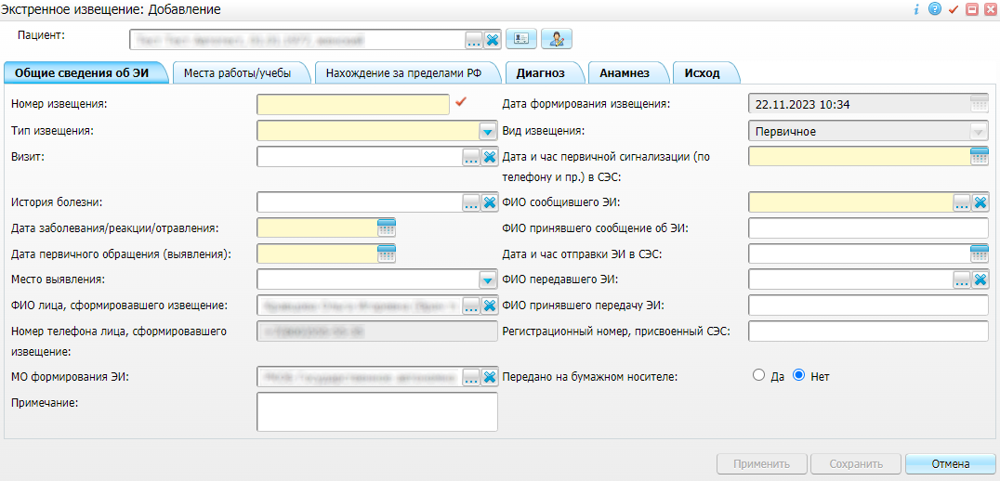 Экстренное извещение: Добавление
Пациент:
Общие сведения об ЭИ Места работы/учебы Нахождение за пределами РФ Диагноз Анамнез Исход
Номер извещения: Дата формирования извещения: 22.11.2023 10:34
Тип извещения: Вид извещения: Первичное
Визит: Дата и час первичной сигнализации (по
телефону и пр.) в СЭС:
История болезни: ФИО сообщившего ЭИ:
Дата заболевания/реакции/отравления: ФИО принявшего сообщение об ЭИ:
Дата первичного обращения (выявления): Дата и час отправки ЭИ в СЭС:
Место выявления: ФИО передавшего ЭИ:
ФИО лица, сформировавшего извещение: ФИО принявшего передачу ЭИ:
Номер телефона лица, сформировавшего Регистрационный номер, присвоенный СЭС:
извещение:
МО формирования ЭИ: Передано на бумажном носителе: Да Нет
Примечание:
Применить Сохранить Отмена